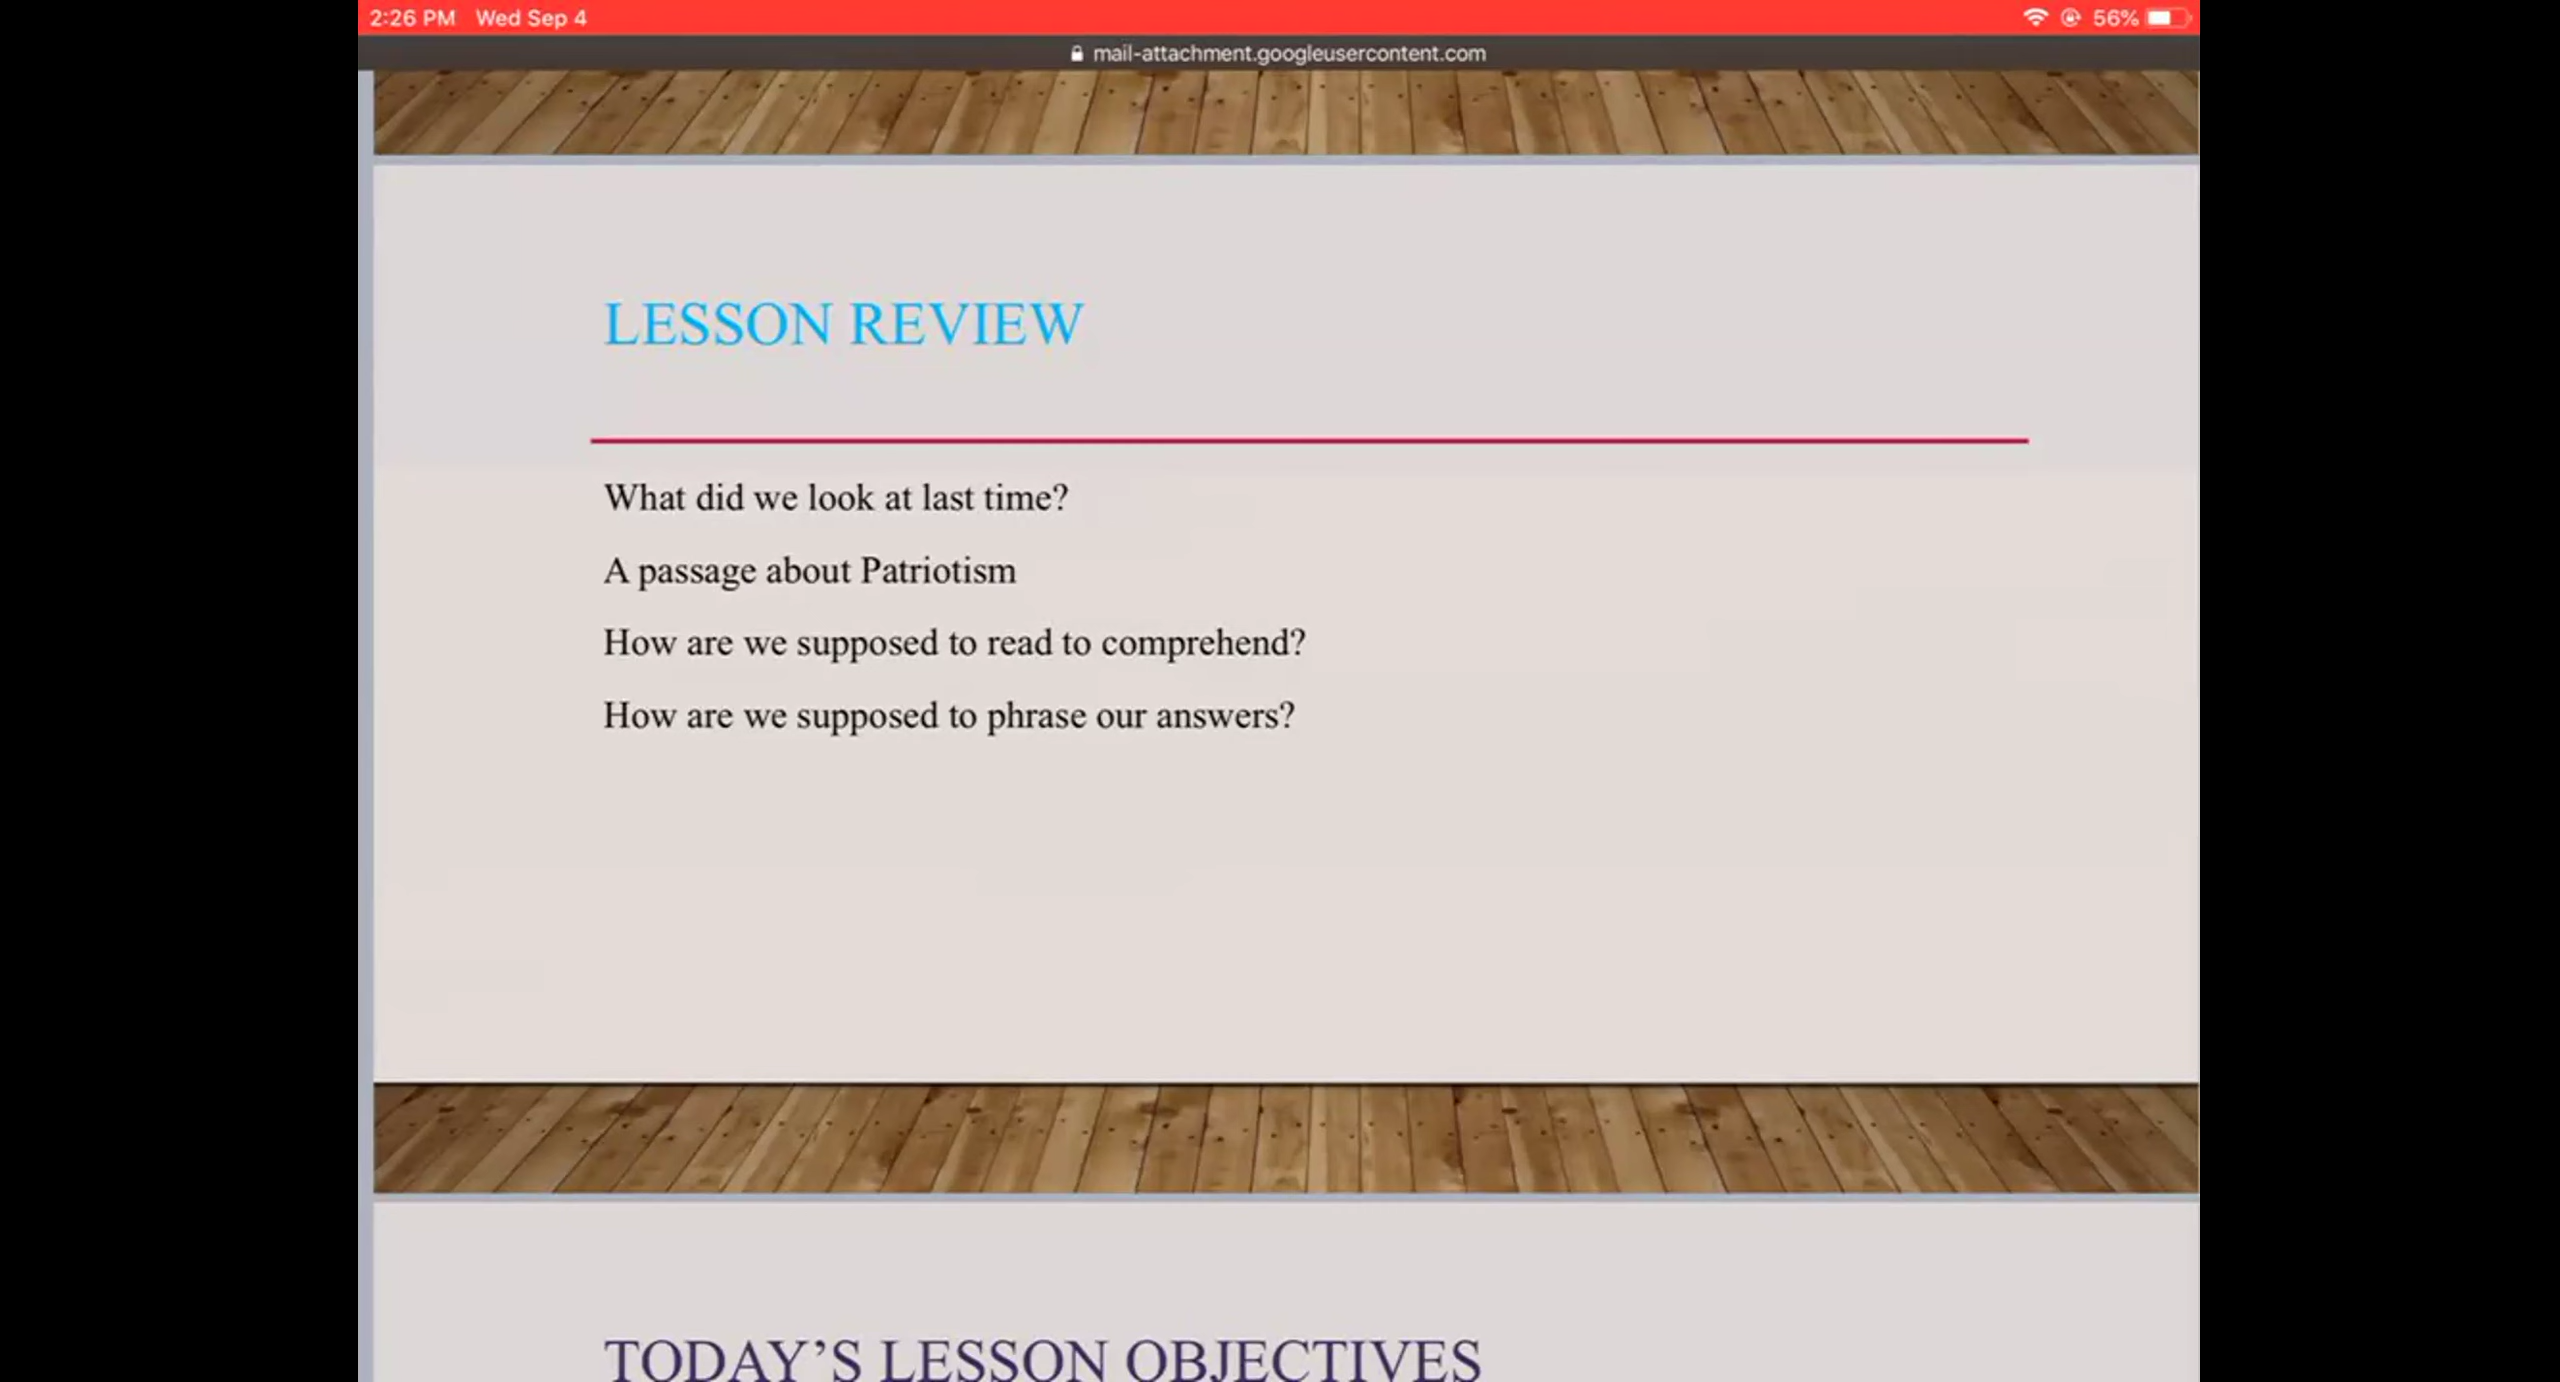 2:26 PM Wed Sep 4
56%
mail-attachment.googleusercontent.com
LESSON REVIEW
What did we look at last time?
A passage about Patriotism
How are we supposed to read to comprehend?
How are we supposed to phrase our answers?
TODAY’S LESSON OBJECTIVES